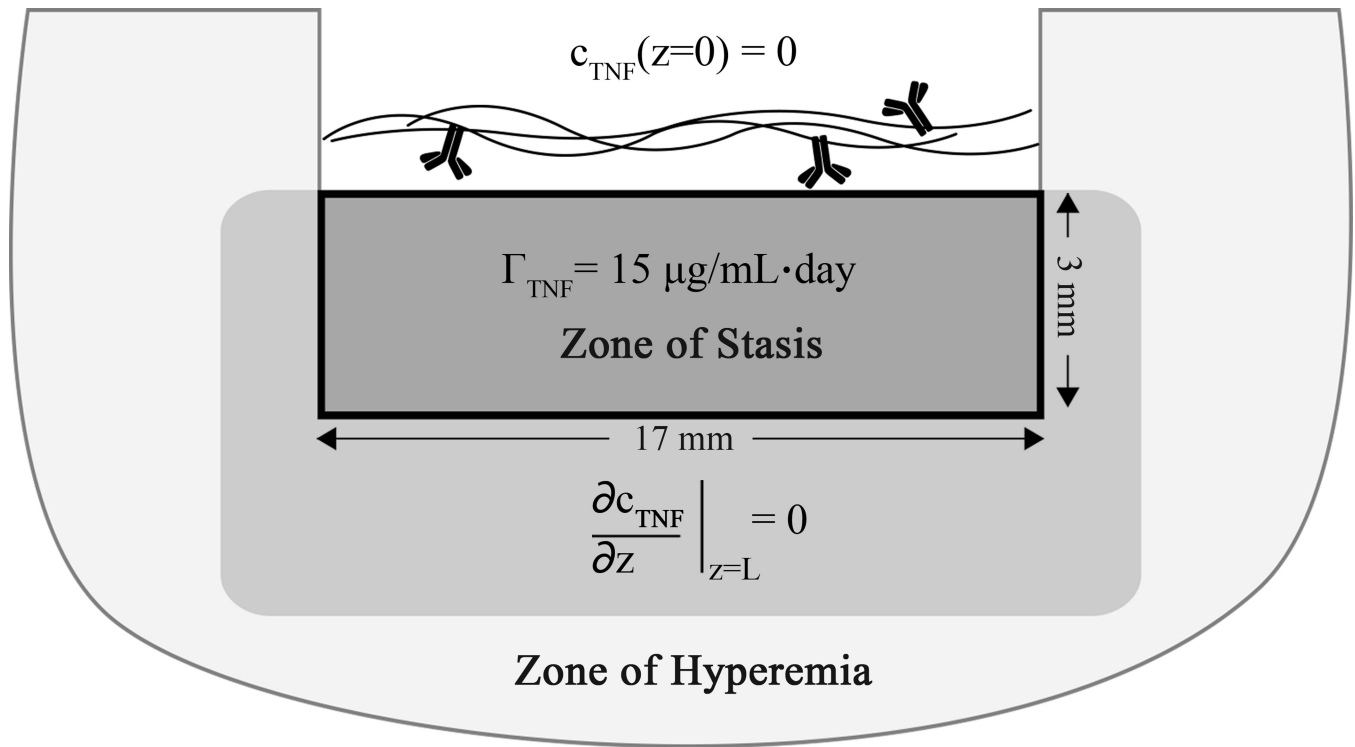 c_TNF(z=0) = 0
Γ_TNF= 15 µg/mL·day
Zone of Stasis
3 mm
17 mm
∂c_TNF/∂z |_z=L = 0
Zone of Hyperemia